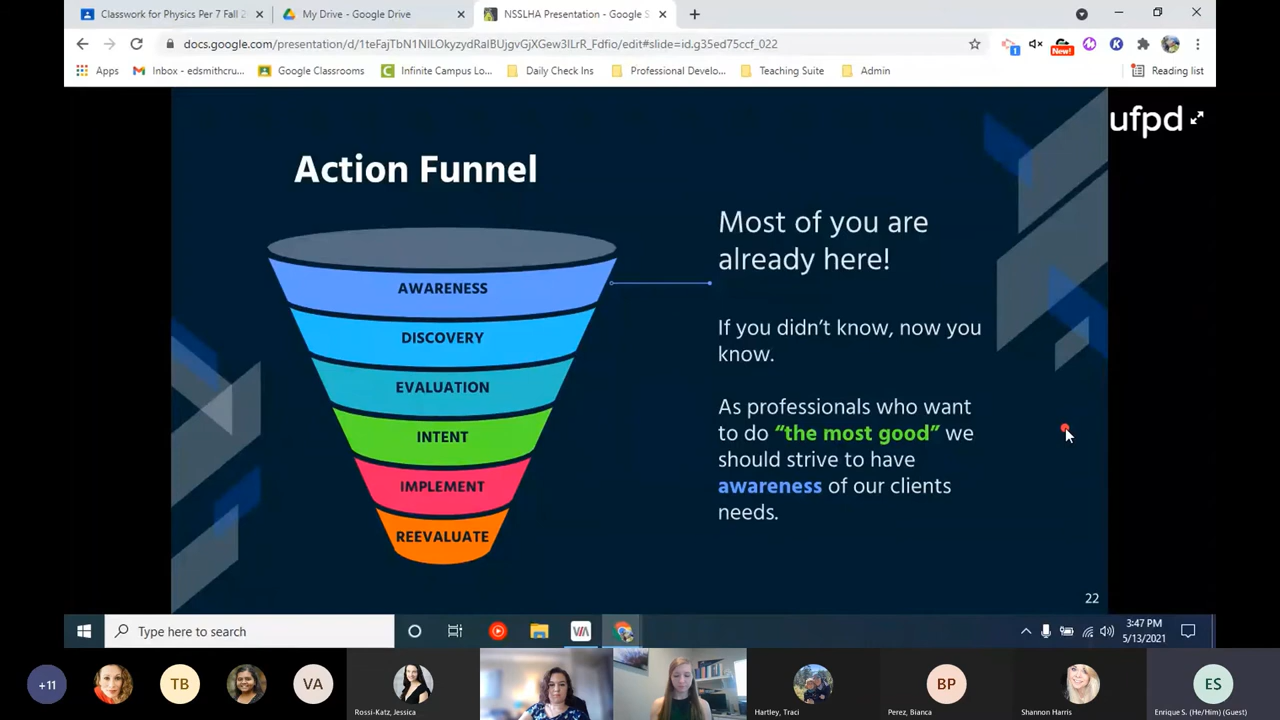 Classwork for Physics Per 7 Fall 2
My Drive - Google Drive
NSSLHA Presentation - Google S
docs.google.com/presentation/d/1teFajTbN1NILOkyzydRaIBUjgvGjXGew3ILrR_Fdfio/edit#slide=id.g35ed75ccf_022
1
New!
K
Apps
Inbox - edsmithcru...
Google Classrooms
Infinite Campus Lo...
Daily Check Ins
Professional Develo...
Teaching Suite
Admin
Reading list
ufpd
Action Funnel
AWARENESS
DISCOVERY
EVALUATION
INTENT
IMPLEMENT
REEVALUATE
Most of you are
already here!
If you didn’t know, now you
know.
As professionals who want
to do “the most good” we
should strive to have
awareness of our clients
needs.
22
Type here to search
VIA
3:47 PM
5/13/2021
+11
TB
VA
Rossi-Katz, Jessica
Hartley, Traci
BP
Perez, Bianca
Shannon Harris
ES
Enrique S. (He/Him) (Guest)